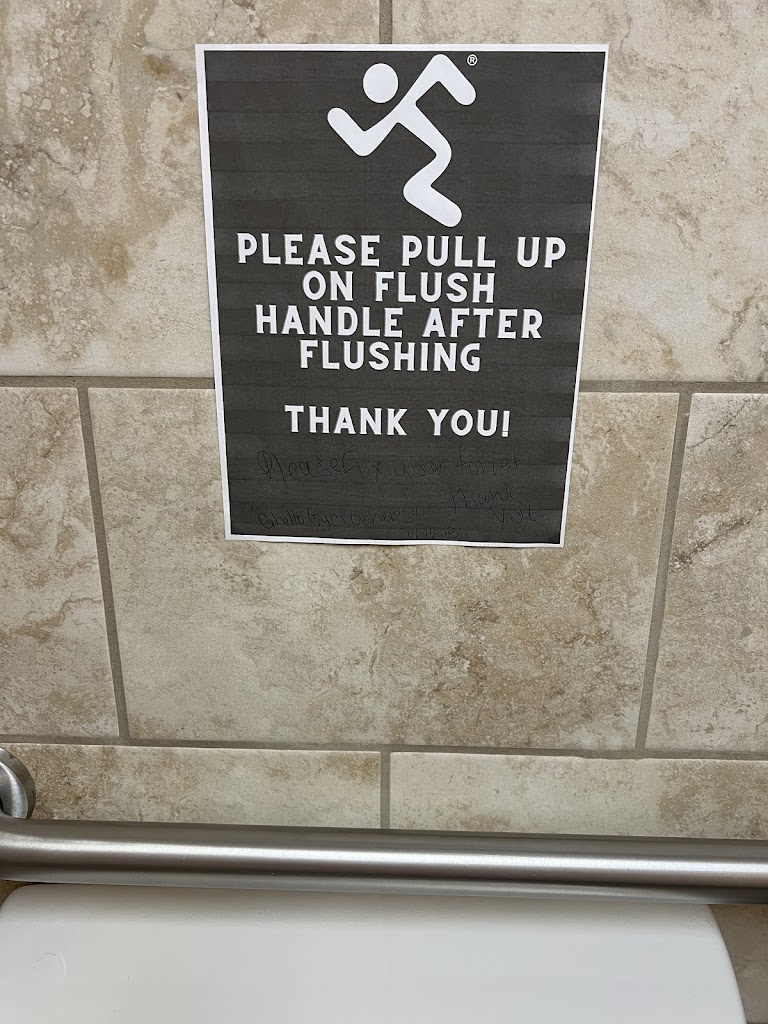 ®
PLEASE PULL UP
ON FLUSH
HANDLE AFTER
FLUSHING
THANK YOU!
Please fix your toilet
thank
you
"Ghetto Gym owners"